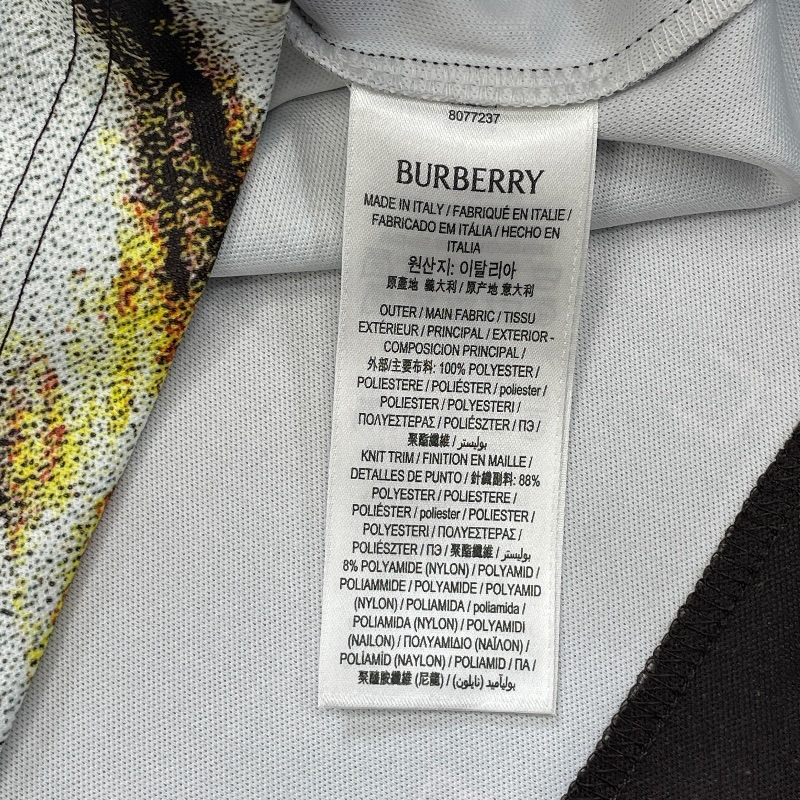 8077237
BURBERRY
MADE IN ITALY / FABRIQUÉ EN ITALIE /
FABRICADO EM ITÁLIA / HECHO EN
ITALIA
원산지: 이탈리아
原產地 義大利 / 原产地 意大利
OUTER / MAIN FABRIC / TISSU
EXTÉRIEUR / PRINCIPAL / EXTERIOR -
COMPOSICION PRINCIPAL /
外部/主要布料: 100% POLYESTER /
POLIESTERE / POLIÉSTER / poliester /
POLIESTER / POLYESTERI /
ΠΟΛΥΕΣΤΕΡΑΣ / POLIÉSZTER / ПЭ /
聚酯纖維 / بوليستر
KNIT TRIM / FINITION EN MAILLE /
DETALLES DE PUNTO / 針織副料: 88%
POLYESTER / POLIESTERE /
POLIÉSTER / poliester / POLIESTER /
POLYESTERI / ΠΟΛΥΕΣΤΕΡΑΣ /
POLIÉSZTER / ПЭ / 聚酯纖維 / بوليستر
8% POLYAMIDE (NYLON) / POLYAMID /
POLIAMMIDE / POLYAMIDE / POLYAMID
(NYLON) / POLIAMIDA / poliamida /
POLIAMIDA (NYLON) / POLYAMIDI
(NAILON) / ΠΟΛΥΑΜΙΔΙΟ (ΝΑΪΛΟΝ) /
POLÍAMID (NAYLON) / POLIAMID / ПА /
聚醯胺纖維 (尼龍) / بولياميد (نايلون)